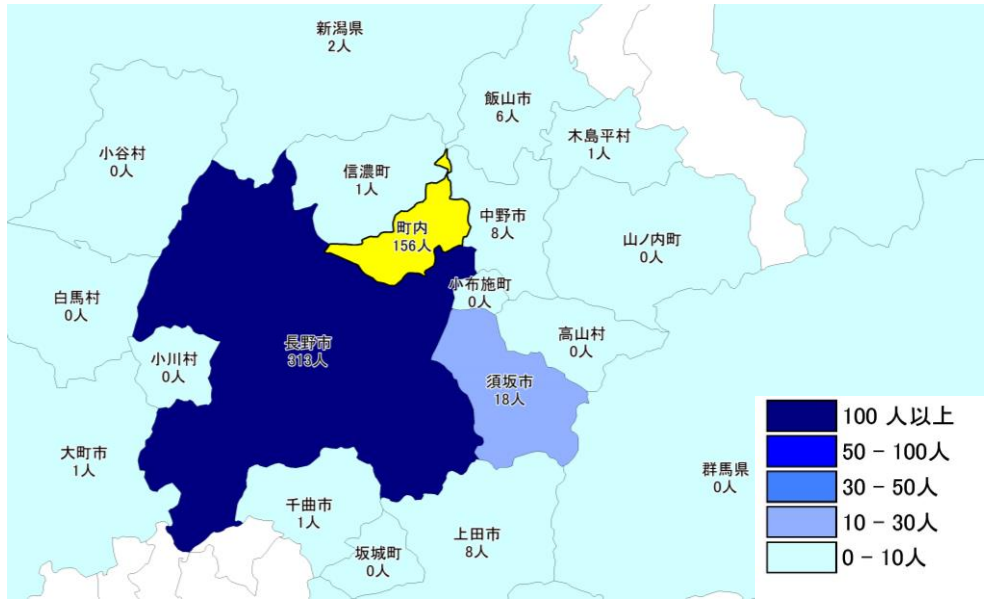 新潟県
2人
飯山市
6人
木島平村
1人
小谷村
0人
信濃町
1人
町内
156人
中野市
8人
山ノ内町
0人
白馬村
0人
小布施町
0人
長野市
313人
小川村
0人
高山村
0人
須坂市
18人
大町市
1人
群馬県
0人
千曲市
1人
上田市
8人
坂城町
0人
100 人以上
50 － 100人
30 － 50人
10 － 30人
0 － 10人